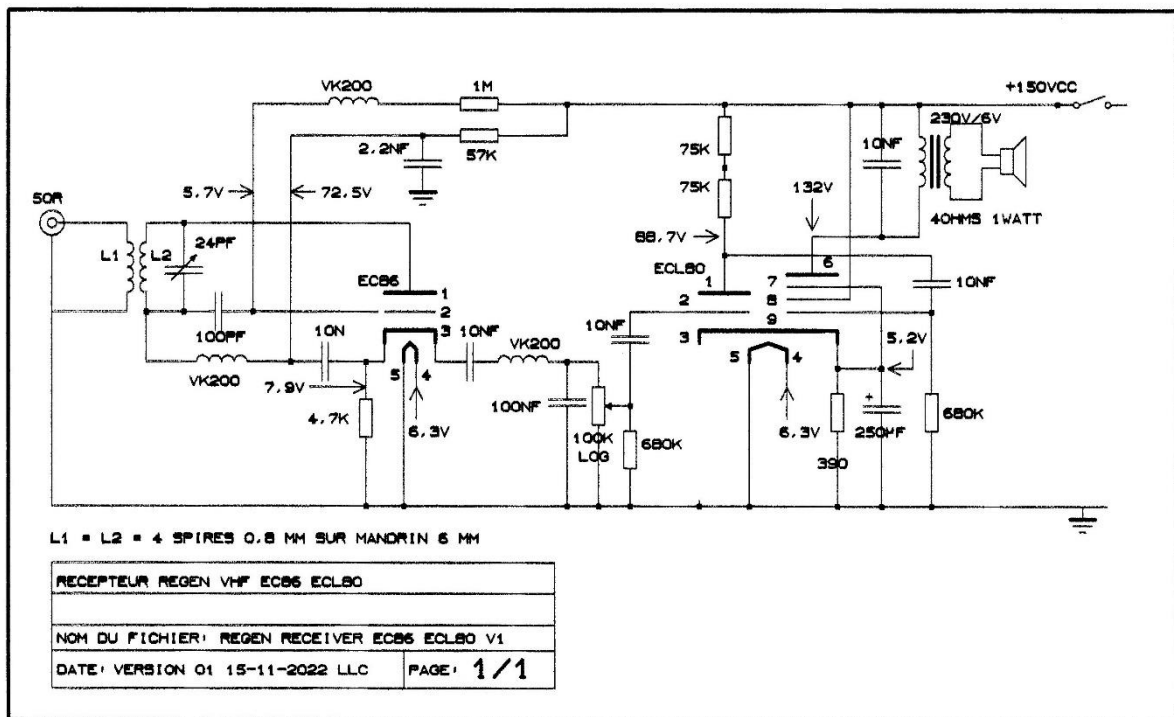 VK200
1M
+150VCC
2.2NF
57K
75K
75K
10NF
230V/6V
5.7V
72.5V
132V
50R
L1
L2
24PF
88.7V
4OHMS 1WATT
EC86
ECL80
1
2
3
5
4
1
2
3
5
4
6
7
8
9
10NF
100PF
VK200
10N
10NF
VK200
10NF
5.2V
7.9V
4.7K
6.3V
100NF
100K
LOG
680K
6.3V
390
+
250µF
680K
L1 = L2 = 4 SPIRES 0.8 MM SUR MANDRIN 6 MM
RECEPTEUR REGEN VHF EC86 ECL80
NOM DU FICHIER: REGEN RECEIVER EC86 ECL80 V1
DATE: VERSION 01 15-11-2022 LLC
PAGE: 1/1